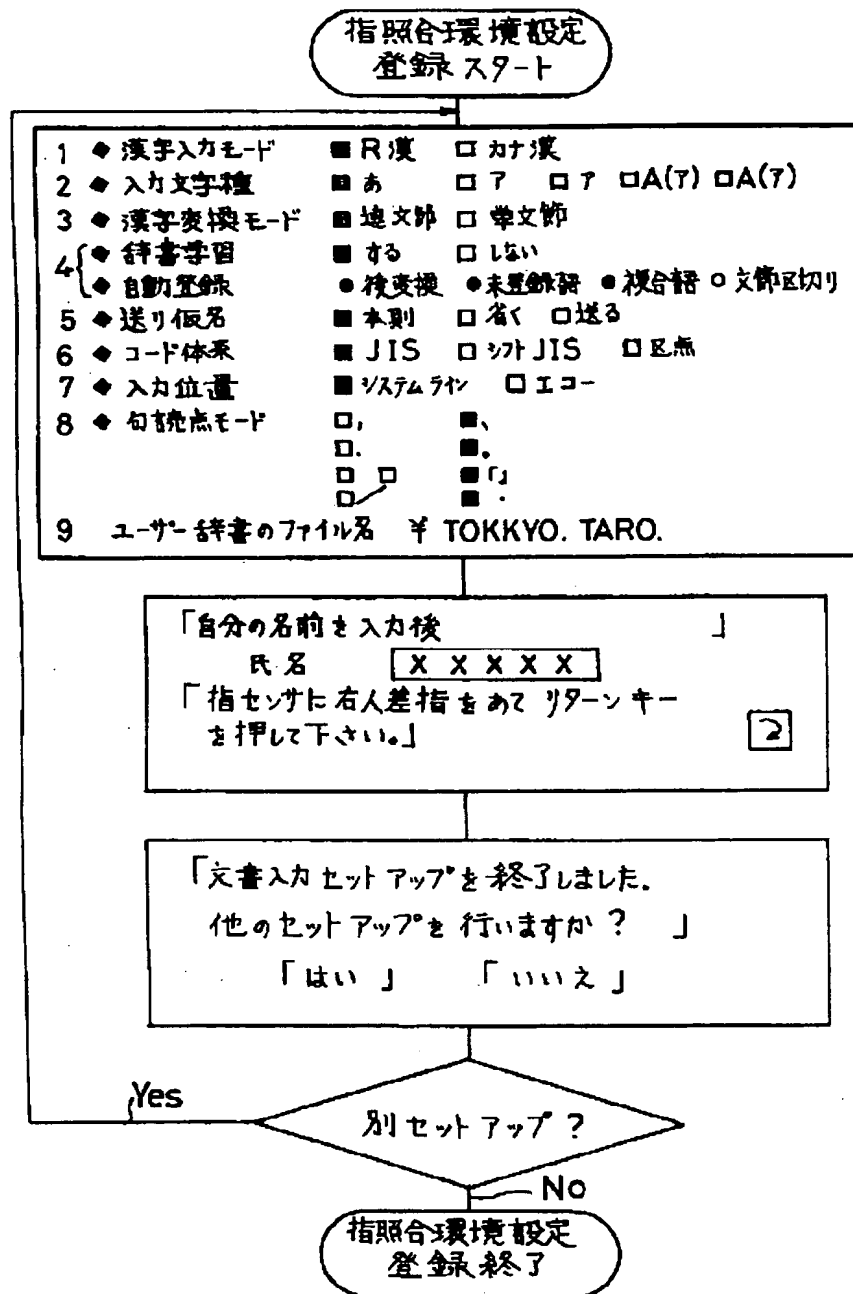 指照合環境設定
登録スタート
1 ◆ 漢字入力モード ■ R漢 □ カナ漢
2 ◆ 入力文字種 ■ あ □ ア □ ア □A(ア) □A(ア)
3 ◆ 漢字変換モード ■ 連文節 □ 単文節
4{◆ 辞書学習 ■ する □ しない
◆ 自動登録 ● 後変換 ● 未登録語 ● 複合語 ○ 文節区切り
5 ◆ 送り仮名 ■ 本則 □ 省く □ 送る
6 ◆ コード体系 ■ JIS □ シフトJIS □ 区点
7 ◆ 入力位置 ■ システムライン □ エコー
8 ◆ 句読点モード □, ■、
□. ■。
□ □ ■「」
□／ ■・
9 ユーザー辞書のファイル名 ¥ TOKKYO. TARO.
「自分の名前を入力後 」
氏名 X X X X X
「指センサに右人差指をあてリターンキー
を押して下さい。」
「文書入力セットアップを終了しました.
他のセットアップを行いますか? 」
「はい」 「いいえ」
Yes
別セットアップ?
No
指照合環境設定
登録終了